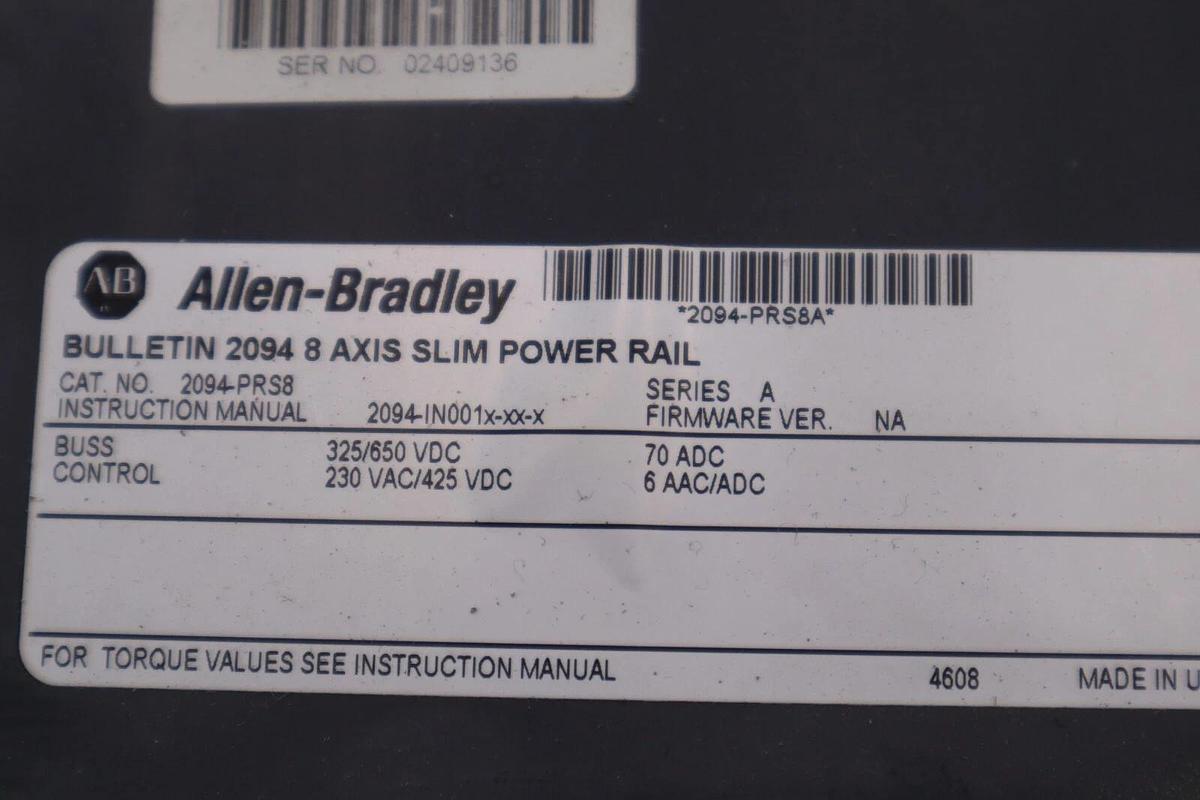 SER NO. 02409136
AB Allen-Bradley
*2094-PRS8A*
BULLETIN 2094 8 AXIS SLIM POWER RAIL
CAT. NO. 2094-PRS8 SERIES A
INSTRUCTION MANUAL 2094-IN001x-xx-x FIRMWARE VER. NA
BUSS 325/650 VDC 70 ADC
CONTROL 230 VAC/425 VDC 6 AAC/ADC
FOR TORQUE VALUES SEE INSTRUCTION MANUAL 4608 MADE IN U